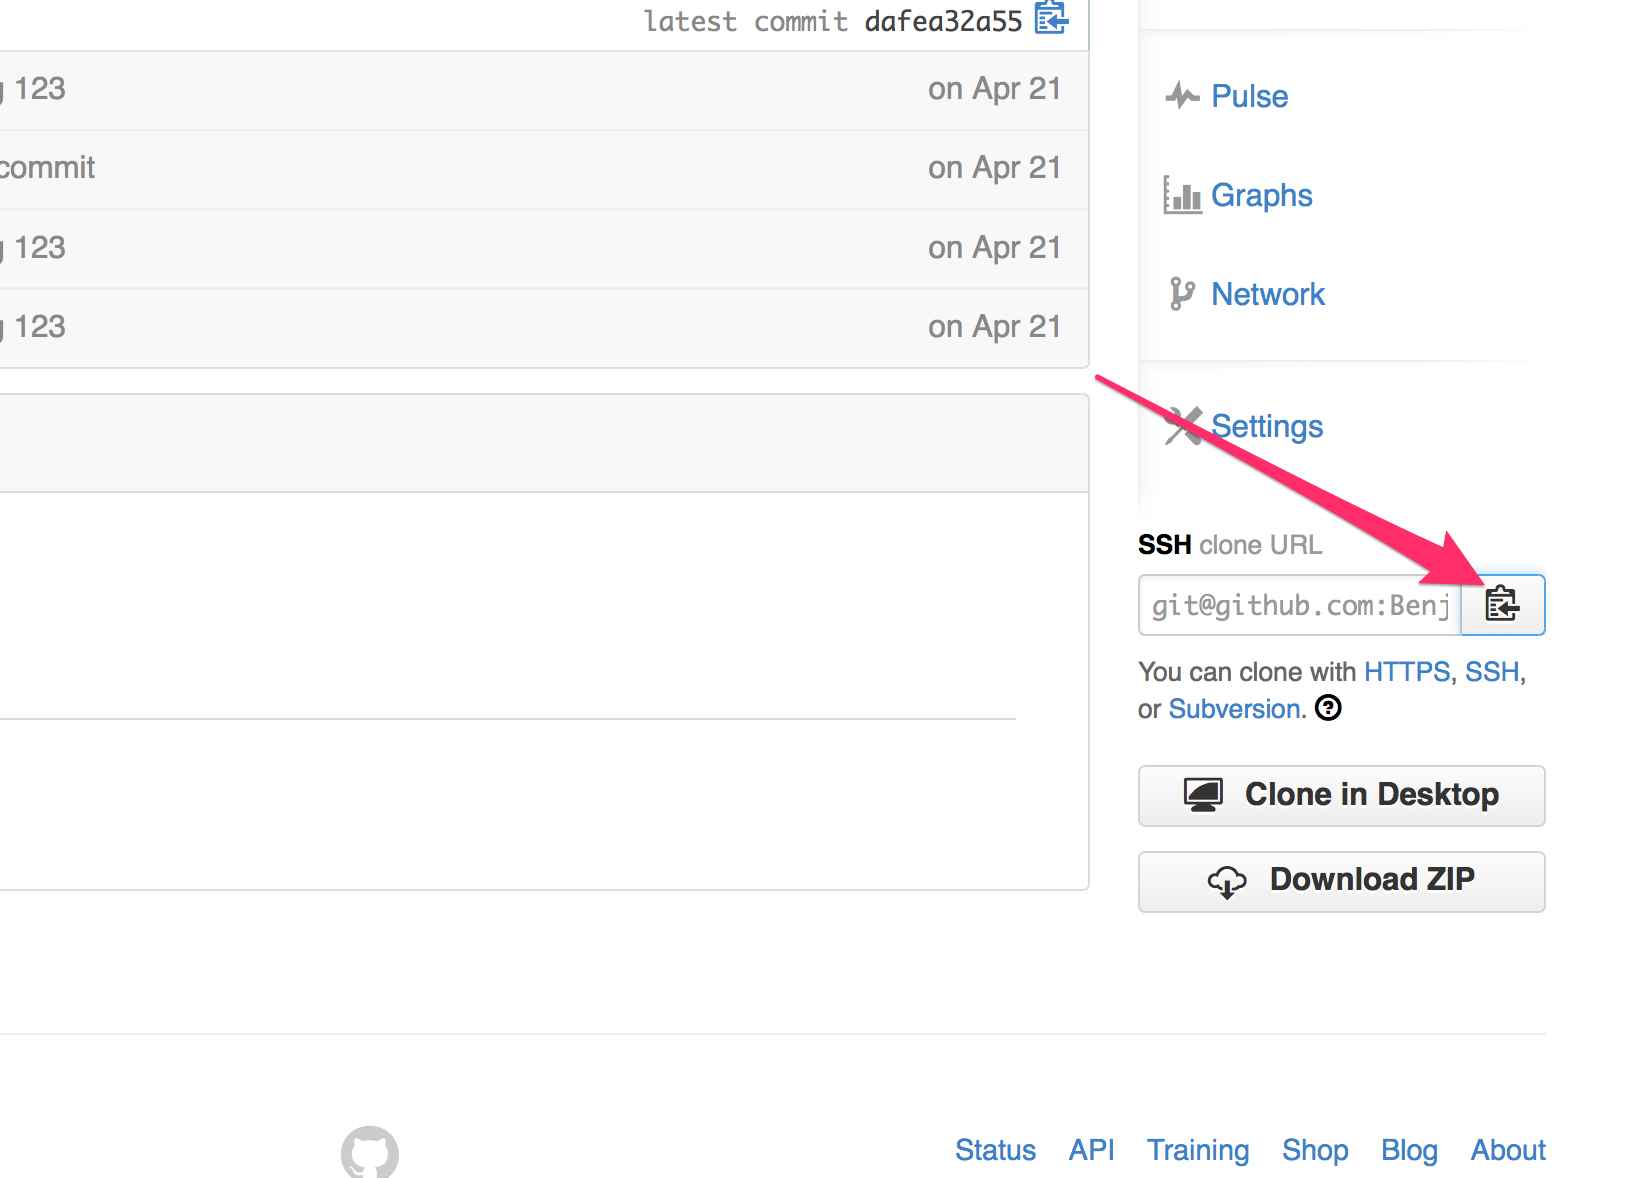 latest commit dafea32a55
123 on Apr 21
commit on Apr 21
123 on Apr 21
123 on Apr 21
Pulse
Graphs
Network
Settings
SSH clone URL
git@github.com:Benj
You can clone with HTTPS, SSH,
or Subversion.
Clone in Desktop
Download ZIP
Status API Training Shop Blog About